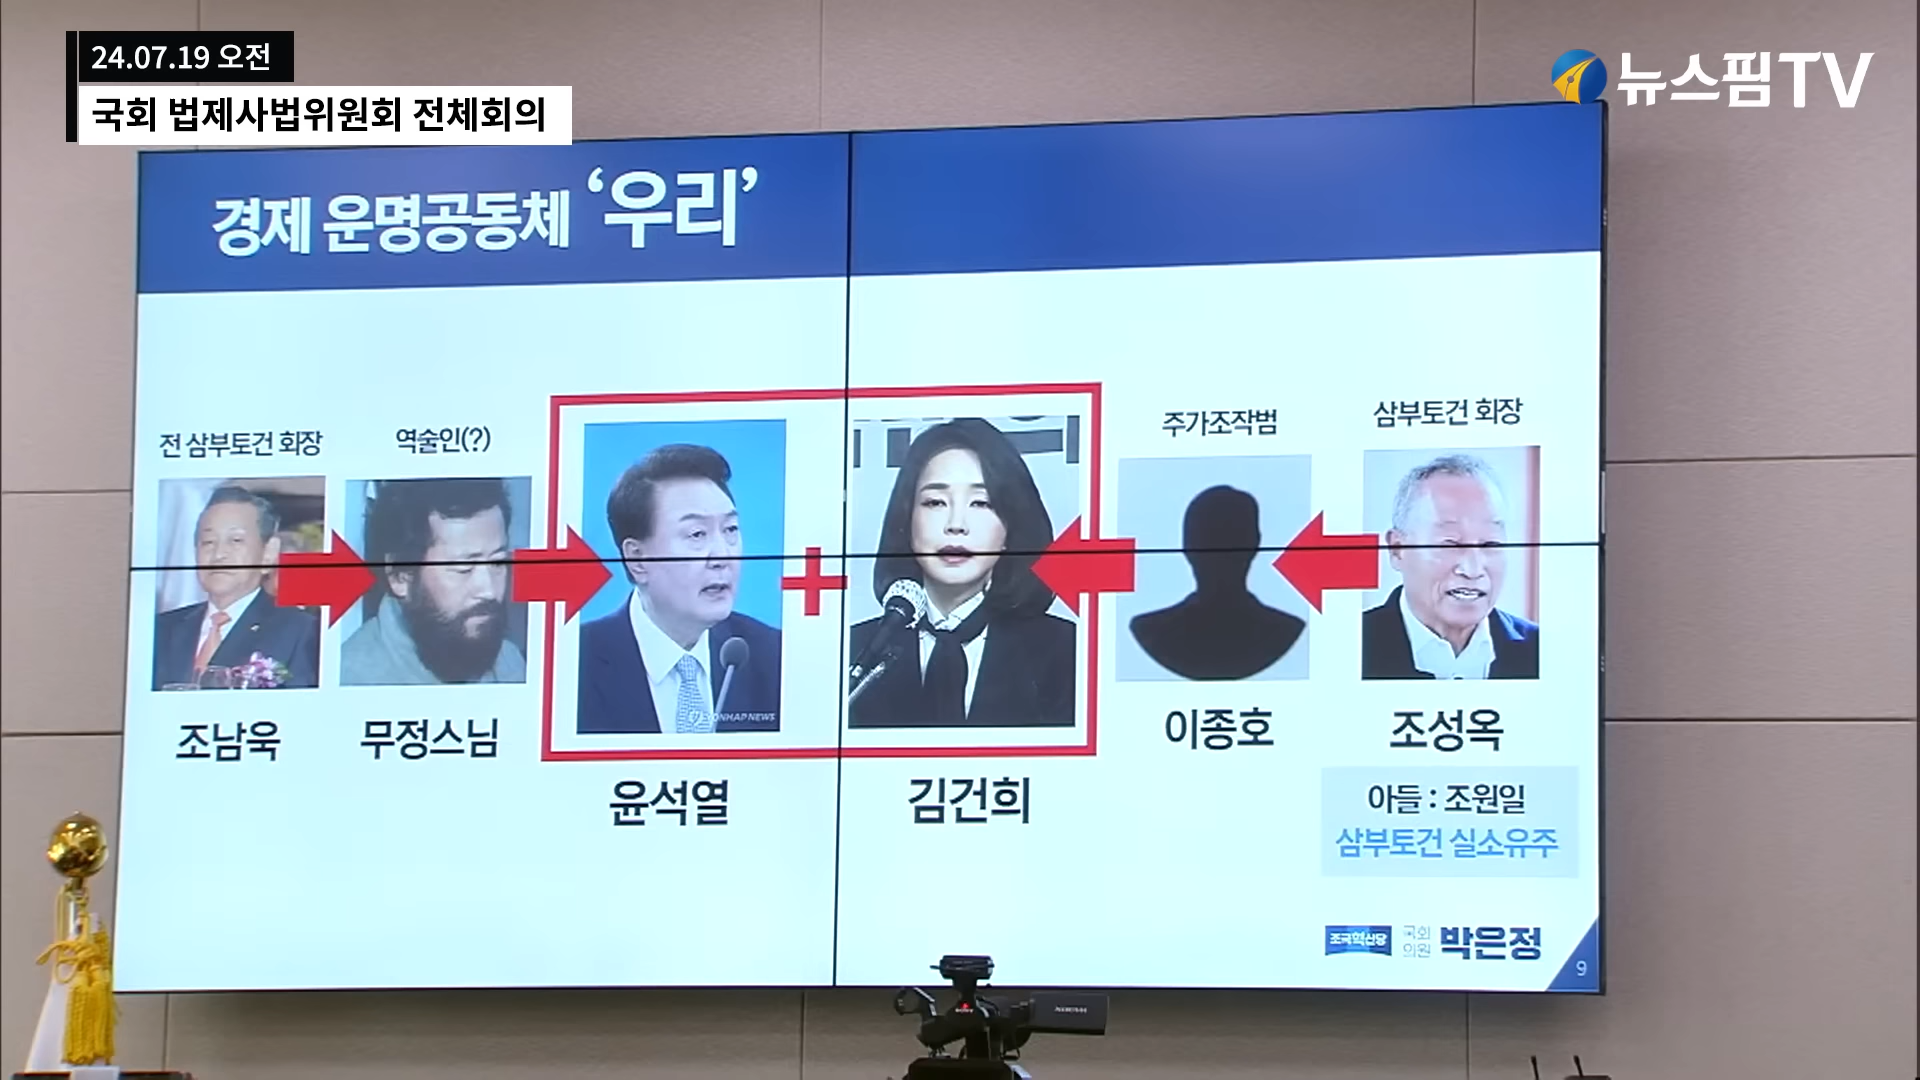 24.07.19 오전
국회 법제사법위원회 전체회의
뉴스핌TV
경제 운명공동체 ‘우리’
전 삼부토건 회장
역술인(?)
주가조작범
삼부토건 회장
YONHAP NEWS
조남욱
무정스님
윤석열
김건희
이종호
조성옥
아들 : 조원일
삼부토건 실소유주
조국혁신당
국회
의원
박은정
9
SONY